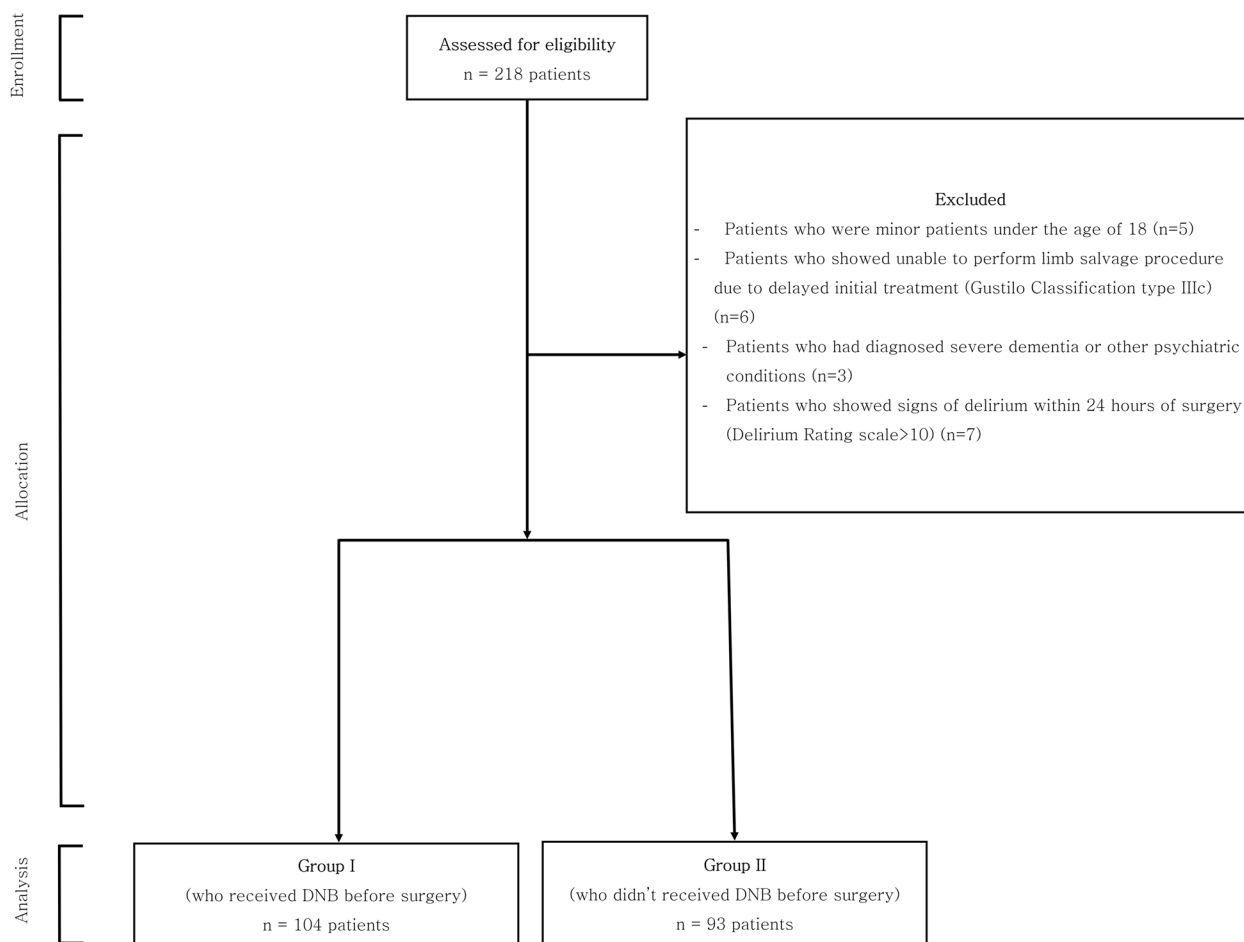 Enrollment
Assessed for eligibility
n = 218 patients
Allocation
Excluded
- Patients who were minor patients under the age of 18 (n=5)
- Patients who showed unable to perform limb salvage procedure
due to delayed initial treatment (Gustilo Classification type IIIc)
(n=6)
- Patients who had diagnosed severe dementia or other psychiatric
conditions (n=3)
- Patients who showed signs of delirium within 24 hours of surgery
(Delirium Rating scale>10) (n=7)
Analysis
Group I
(who received DNB before surgery)
n = 104 patients
Group II
(who didn't received DNB before surgery)
n = 93 patients